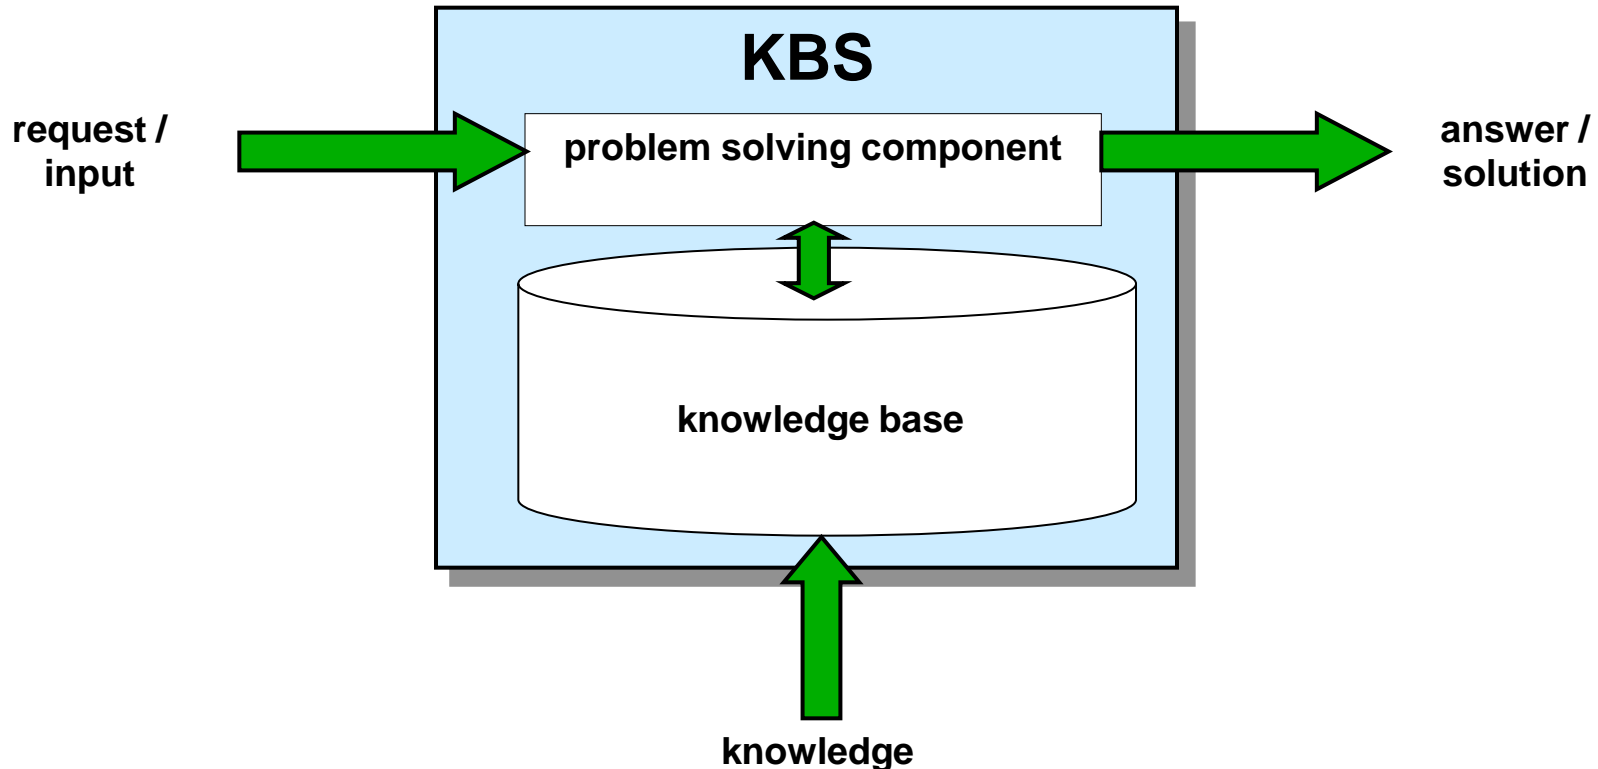 KBS
request /
input
problem solving component
answer /
solution
knowledge base
knowledge